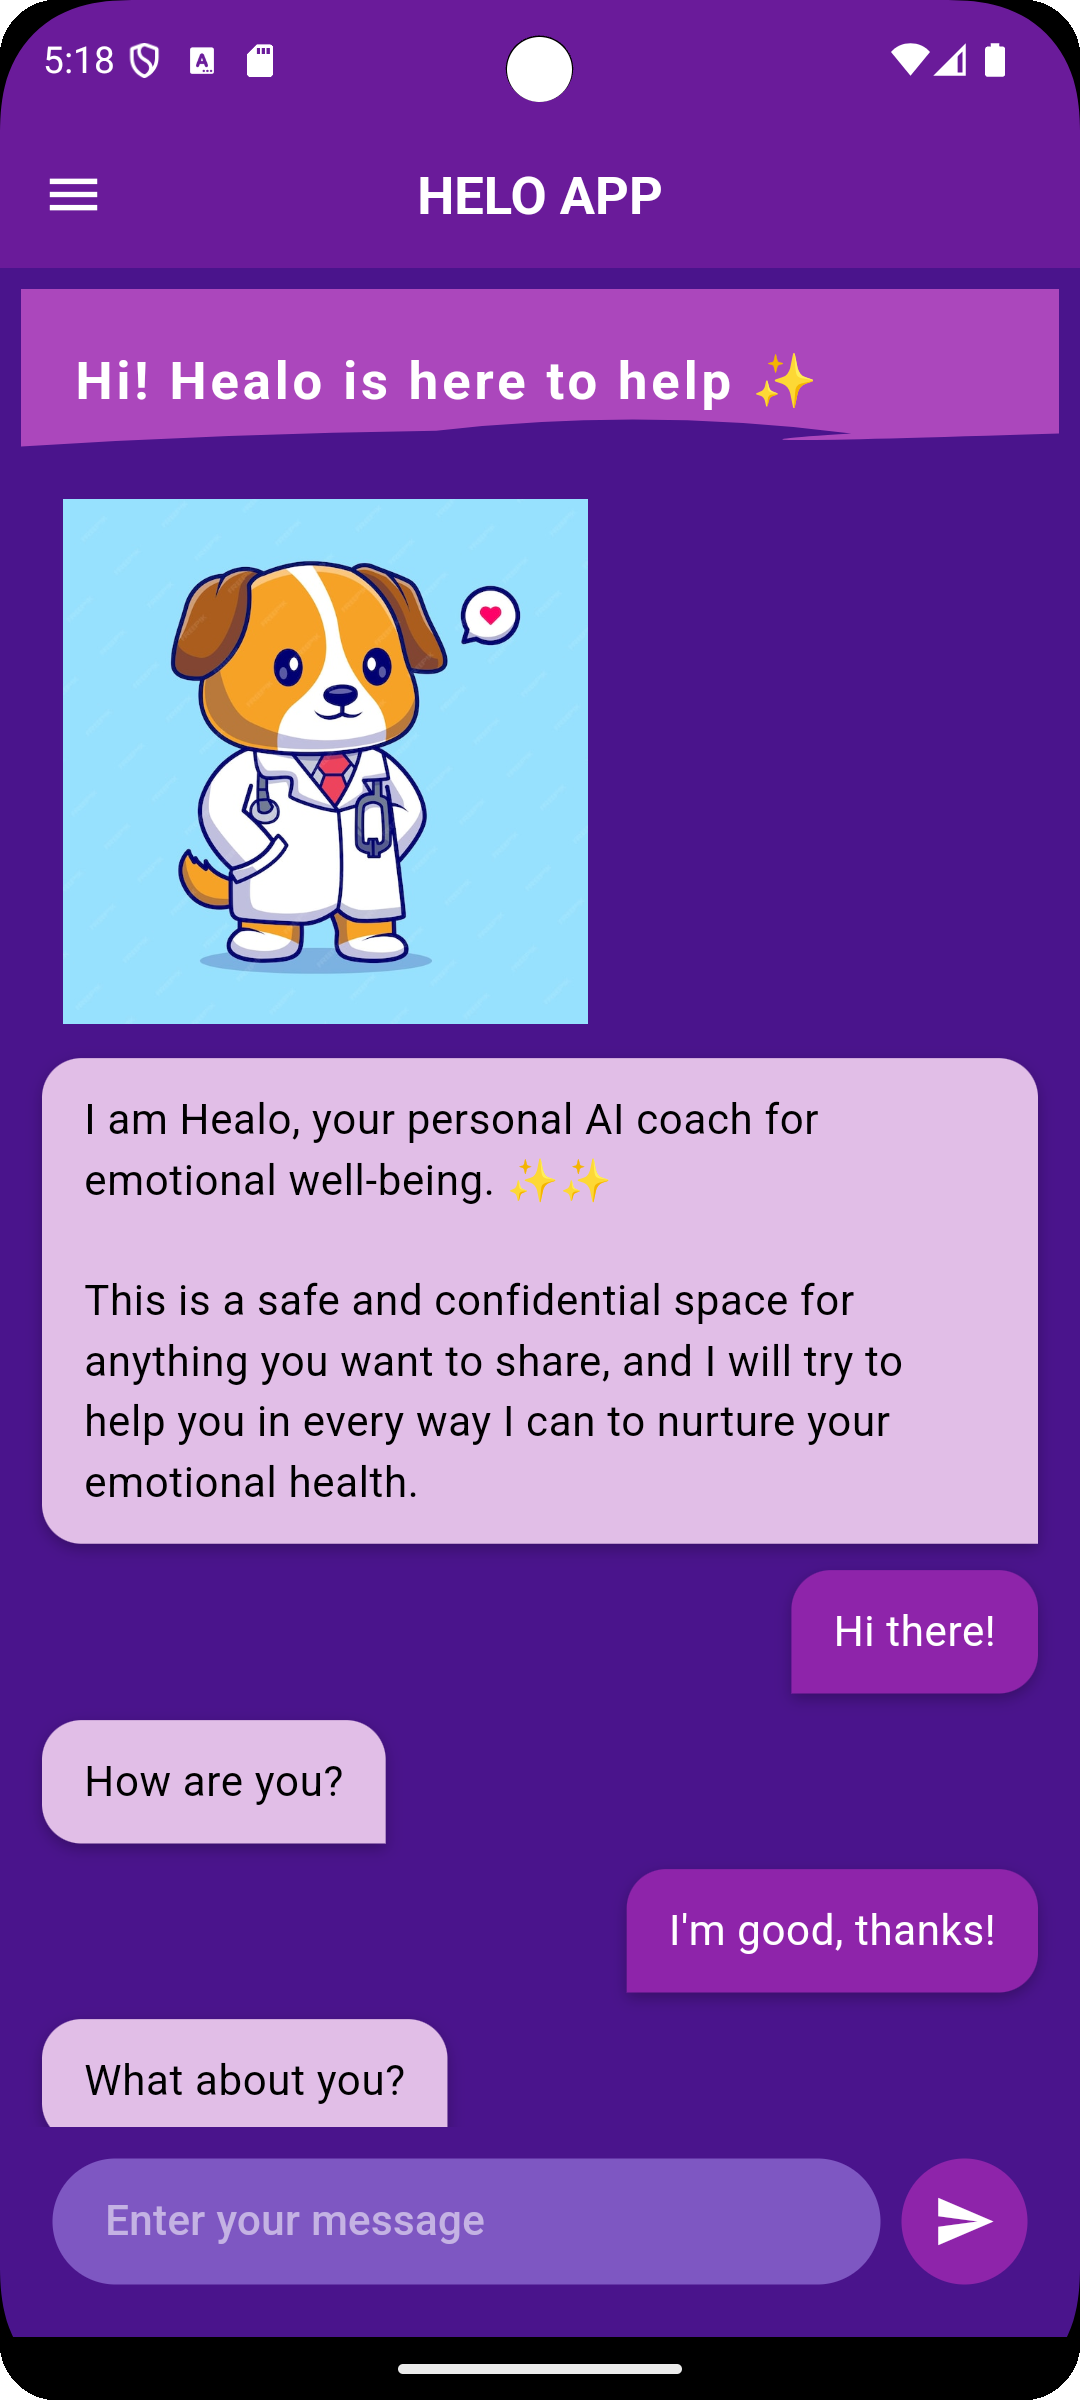 5:18
HELO APP
Hi! Healo is here to help ✨
I am Healo, your personal AI coach for
emotional well-being. ✨✨
This is a safe and confidential space for
anything you want to share, and I will try to
help you in every way I can to nurture your
emotional health.
Hi there!
How are you?
I'm good, thanks!
What about you?
Enter your message